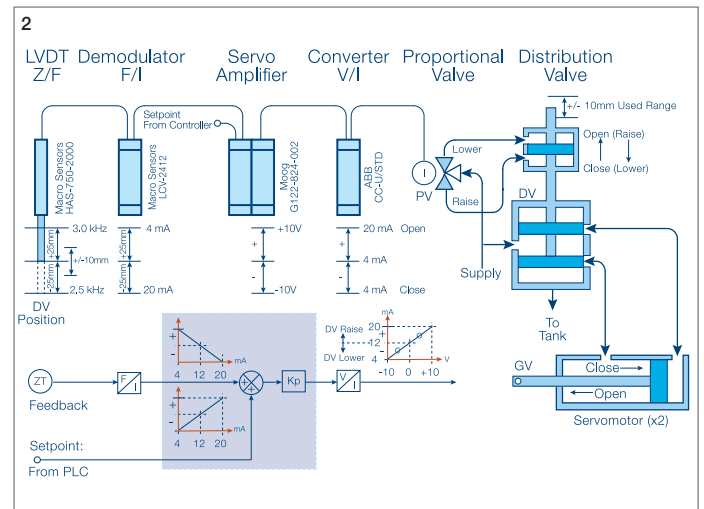 2
LVDT
Z/F
Demodulator
F/I
Servo
Amplifier
Converter
V/I
Proportional
Valve
Distribution
Valve
Setpoint
From Controller
Macro Sensors
HAS-750-2000
Macro Sensors
LCV-2412
Moog
G122-824-002
ABB
CC-U/STD
+/- 10mm Used Range
Open (Raise)
Close (Lower)
Lower
I
PV
Raise
DV
Supply
To
Tank
3.0 kHz
+25mm
+/-10mm
-25mm
2.5 kHz
DV
Position
4 mA
+25mm
-25mm
20 mA
+10V
+
-
-10V
20 mA Open
+
4 mA
-
4 mA Close
mA
+
-
4 12 20
mA
DV Raise
DV Lower
mA
20
12
4
-10 0 +10
V
ZT
Feedback
F
I
+
+
Kp
V
I
mA
+
-
4 12 20
mA
Setpoint:
From PLC
GV
Close
Open
Servomotor (x2)